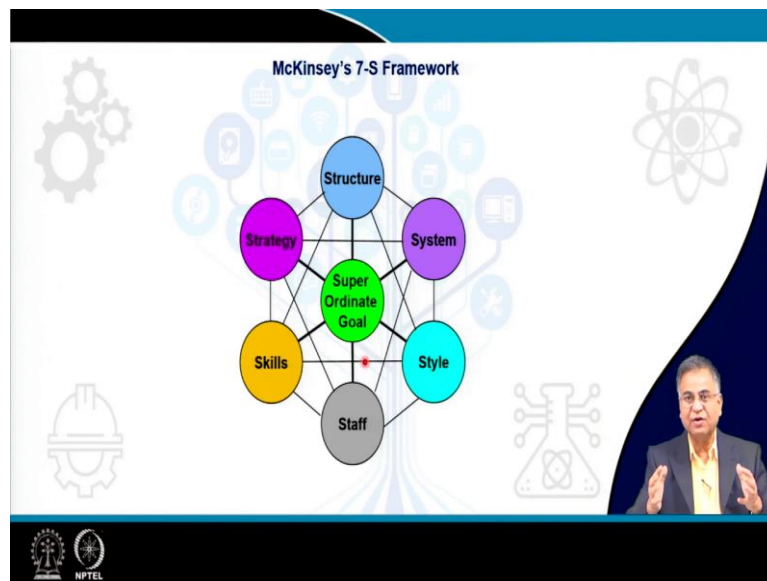 McKinsey's 7-S Framework
Structure
Strategy
System
Super
Ordinate
Goal
Skills
Style
Staff
NPTEL